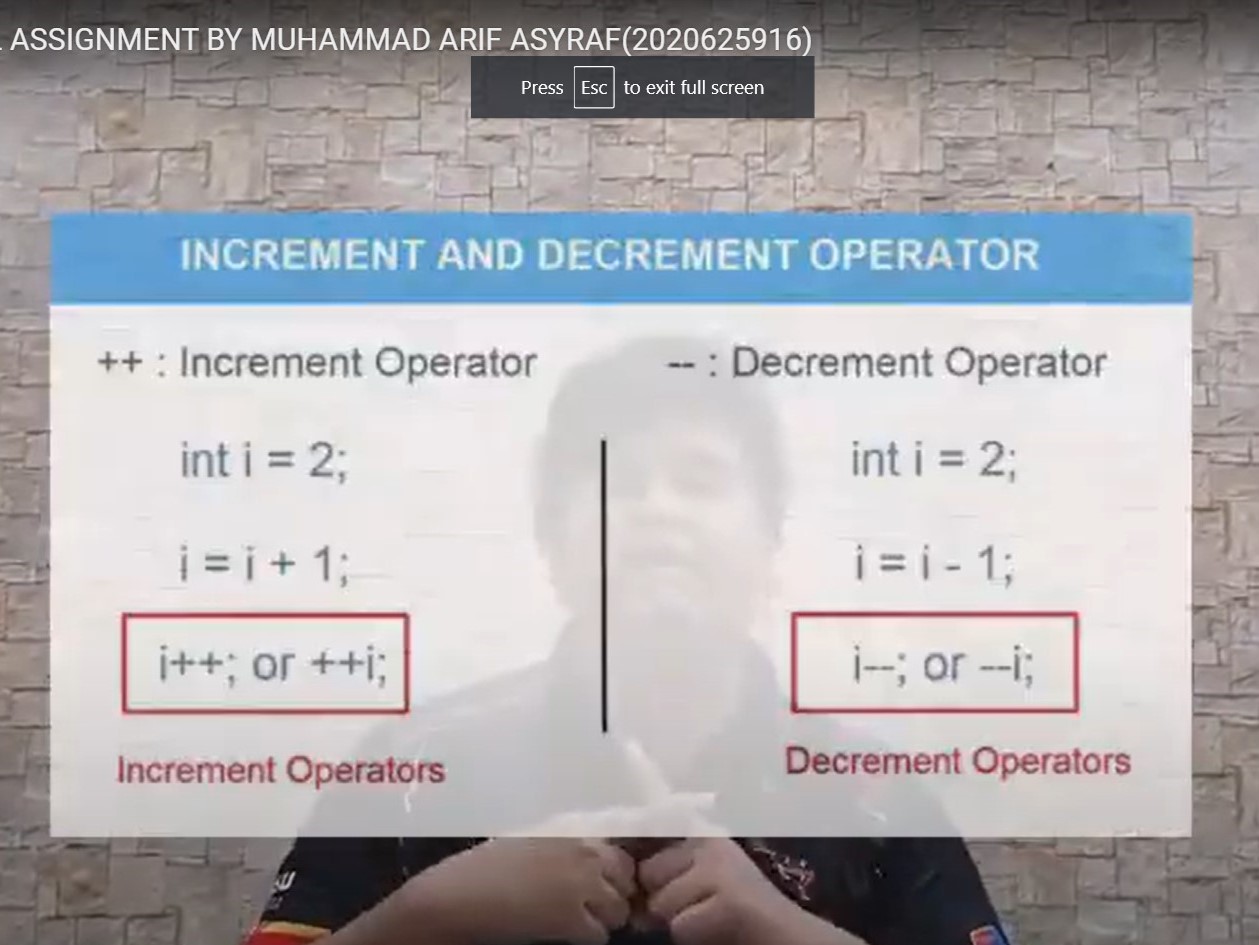 ASSIGNMENT BY MUHAMMAD ARIF ASYRAF(2020625916)
Press Esc to exit full screen
INCREMENT AND DECREMENT OPERATOR
++ : Increment Operator
int i = 2;
i = i + 1;
i++; or ++i;
Increment Operators
-- : Decrement Operator
int i = 2;
i = i - 1;
i--; or --i;
Decrement Operators